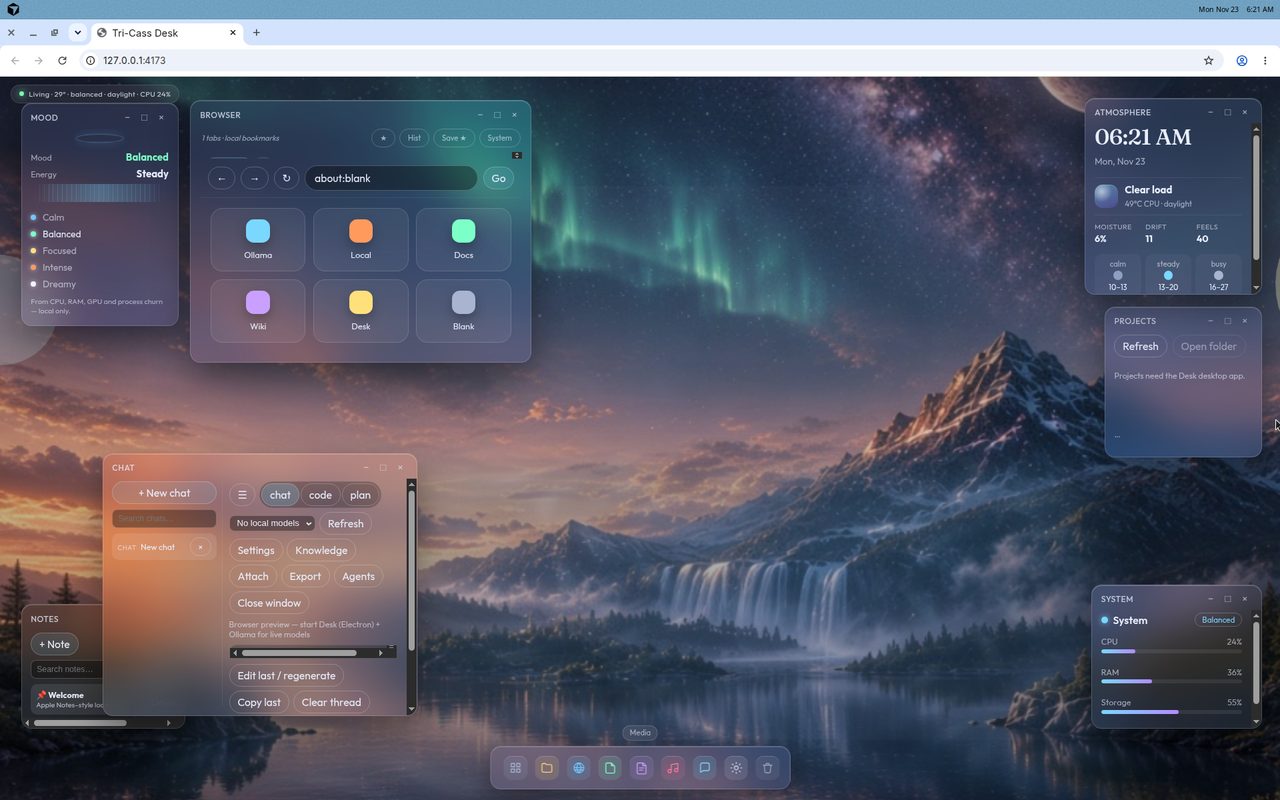 Mon Nov 23 6:21 AM
Tri-Cass Desk
127.0.0.1:4173
Living · 29° · balanced · daylight · CPU 24%
MOOD
Mood Balanced
Energy Steady
Calm
Balanced
Focused
Intense
Dreamy
From CPU, RAM, GPU and process churn
— local only.
BROWSER
1 tabs · local bookmarks
★ Hist Save ★ System
← → ↻ about:blank Go
Ollama Local Docs
Wiki Desk Blank
ATMOSPHERE
06:21 AM
Mon, Nov 23
Clear load
49°C CPU · daylight
MOISTURE DRIFT FEELS
6% 11 40
calm steady busy
10–13 13–20 16–27
PROJECTS
Refresh Open folder
Projects need the Desk desktop app.
...
CHAT
+ New chat
Search chats…
CHAT New chat ×
☰ chat code plan
No local models Refresh
Settings Knowledge
Attach Export Agents
Close window
Browser preview — start Desk (Electron) +
Ollama for live models
Edit last / regenerate
Copy last Clear thread
NOTES
+ Note
Search notes…
📌 Welcome
Apple Notes-style
SYSTEM
System Balanced
CPU 24%
RAM 36%
Storage 55%
Media